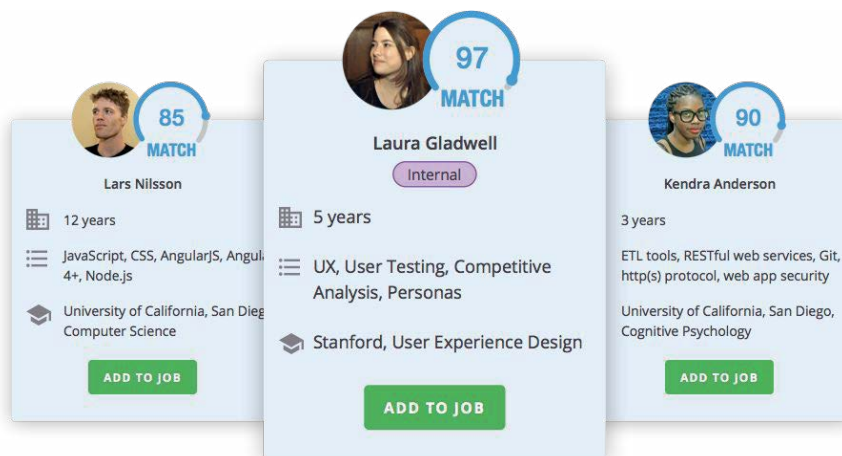 85
MATCH
Lars Nilsson
12 years
JavaScript, CSS, AngularJS,
4+, Node.js
University of California, San
Computer Science
ADD TO JOB
97
MATCH
Laura Gladwell
Internal
5 years
UX, User Testing, Competitive
Analysis, Personas
Stanford, User Experience Design
ADD TO JOB
90
MATCH
Kendra Anderson
3 years
ETL tools, RESTful web services, Git,
http(s) protocol, web app security
University of California, San Diego,
Cognitive Psychology
ADD TO JOB